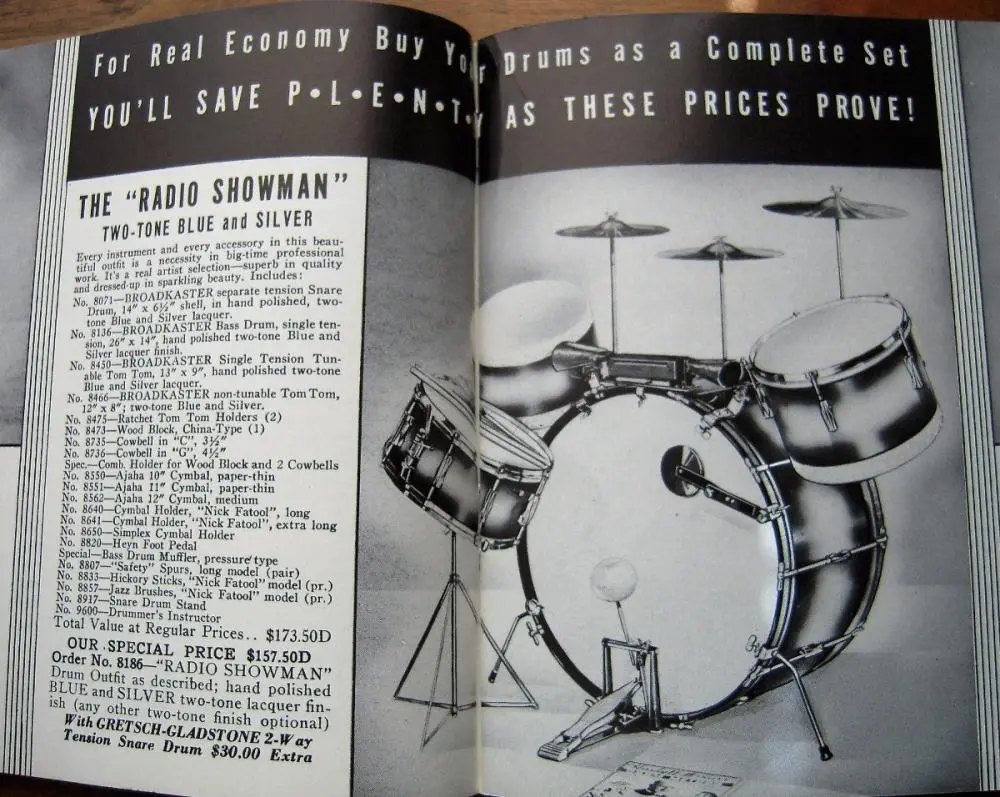 For Real Economy Buy Your Drums as a Complete Set
YOU'LL SAVE P•L•E•N•T•Y AS THESE PRICES PROVE!
THE "RADIO SHOWMAN"
TWO-TONE BLUE and SILVER
Every instrument and every accessory in this beau-
tiful outfit is a necessity in big-time professional
work. It's a real artist selection—superb in quality
and dressed-up in sparkling beauty. Includes:
No. 8071—BROADKASTER separate tension Snare
Drum, 14" x 6½" shell, in hand polished, two-
tone Blue and Silver lacquer.
No. 8136—BROADKASTER Bass Drum, single ten-
sion, 26" x 14", hand polished two-tone Blue and
Silver lacquer finish.
No. 8450—BROADKASTER Single Tension Tun-
able Tom Tom, 13" x 9", hand polished two-tone
Blue and Silver lacquer.
No. 8466—BROADKASTER non-tunable Tom Tom,
12" x 8"; two-tone Blue and Silver.
No. 8475—Ratchet Tom Tom Holders (2)
No. 8473—Wood Block, China-Type (1)
No. 8735—Cowbell in "C", 3½"
No. 8736—Cowbell in "G", 4½"
Spec.—Comb. Holder for Wood Block and 2 Cowbells
No. 8550—Ajaha 10" Cymbal, paper-thin
No. 8551—Ajaha 11" Cymbal, paper-thin
No. 8562—Ajaha 12" Cymbal, medium
No. 8640—Cymbal Holder, "Nick Fatool", long
No. 8641—Cymbal Holder, "Nick Fatool", extra long
No. 8650—Simplex Cymbal Holder
No. 8820—Heyn Foot Pedal
Special—Bass Drum Muffler, pressure type
No. 8807—"Safety" Spurs, long model (pair)
No. 8833—Hickory Sticks, "Nick Fatool" model (pr.)
No. 8857—Jazz Brushes, "Nick Fatool" model (pr.)
No. 8917—Snare Drum Stand
No. 9600—Drummer's Instructor
Total Value at Regular Prices.. $173.50D
OUR SPECIAL PRICE $157.50D
Order No. 8186—"RADIO SHOWMAN"
Drum Outfit as described; hand polished
BLUE and SILVER two-tone lacquer fin-
ish (any other two-tone finish optional)
With GRETSCH-GLADSTONE 2-Way
Tension Snare Drum $30.00 Extra